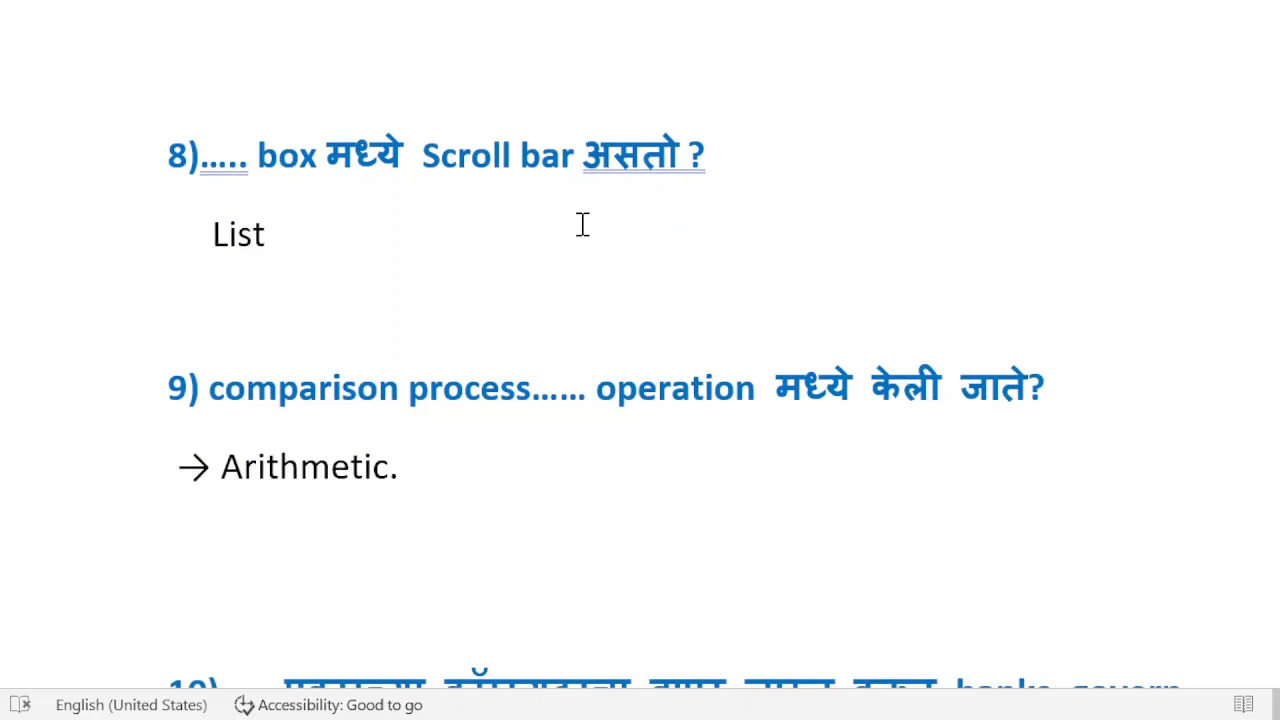 8)..... box मध्ये Scroll bar असतो ?
List
9) comparison process...... operation मध्ये केली जाते?
→ Arithmetic.
10)
English (United States) Accessibility: Good to go